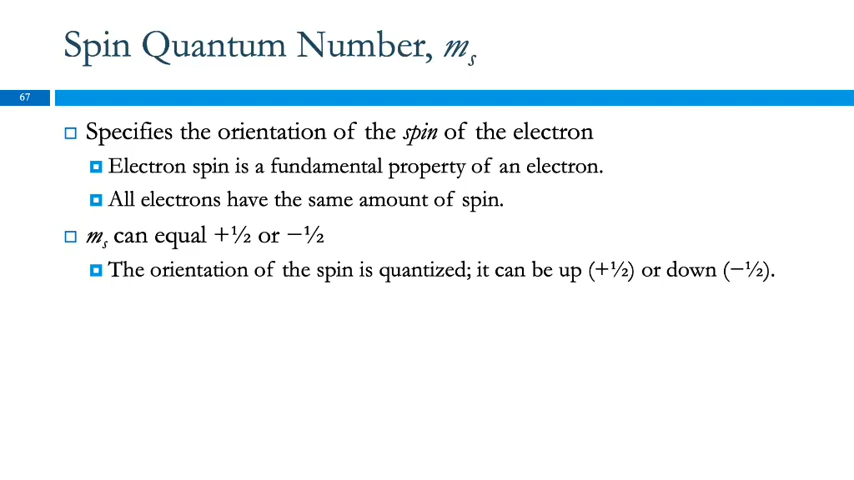 Spin Quantum Number, mₛ
67
Specifies the orientation of the spin of the electron
Electron spin is a fundamental property of an electron.
All electrons have the same amount of spin.
mₛ can equal +½ or −½
The orientation of the spin is quantized; it can be up (+½) or down (−½).